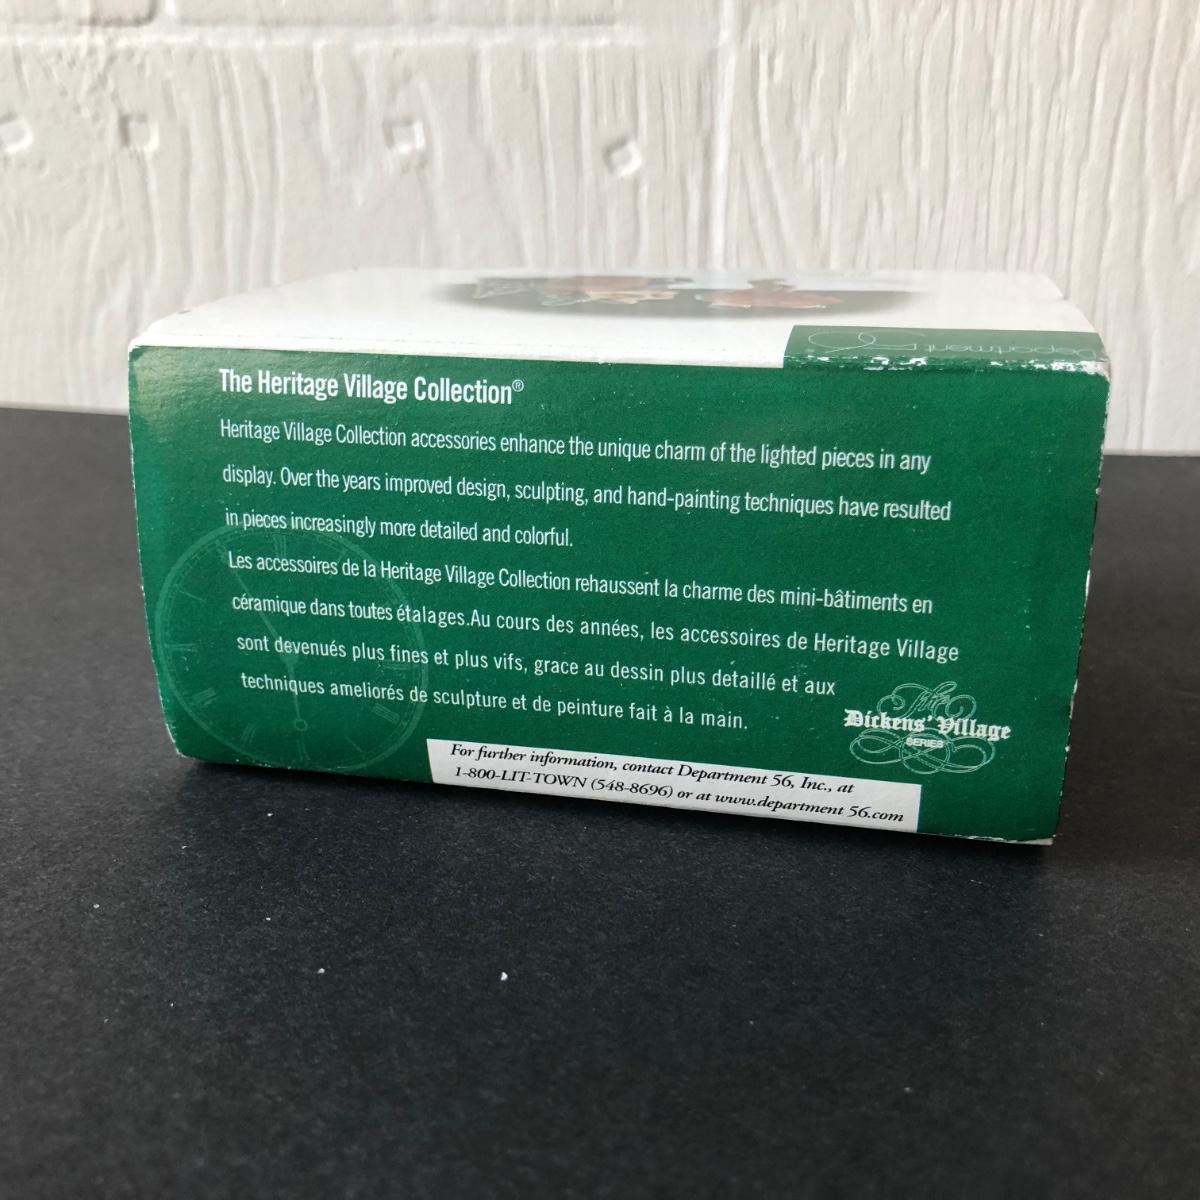 Department 56
The Heritage Village Collection®
Heritage Village Collection accessories enhance the unique charm of the lighted pieces in any
display. Over the years improved design, sculpting, and hand-painting techniques have resulted
in pieces increasingly more detailed and colorful.
Les accessoires de la Heritage Village Collection rehaussent la charme des mini-bâtiments en
céramique dans toutes étalages.Au cours des années, les accessoires de Heritage Village
sont devenués plus fines et plus vifs, grace au dessin plus detaillé et aux
techniques ameliorés de sculpture et de peinture fait à la main.
The
Dickens' Village
SERIES
For further information, contact Department 56, Inc., at
1-800-LIT-TOWN (548-8696) or at www.department 56.com